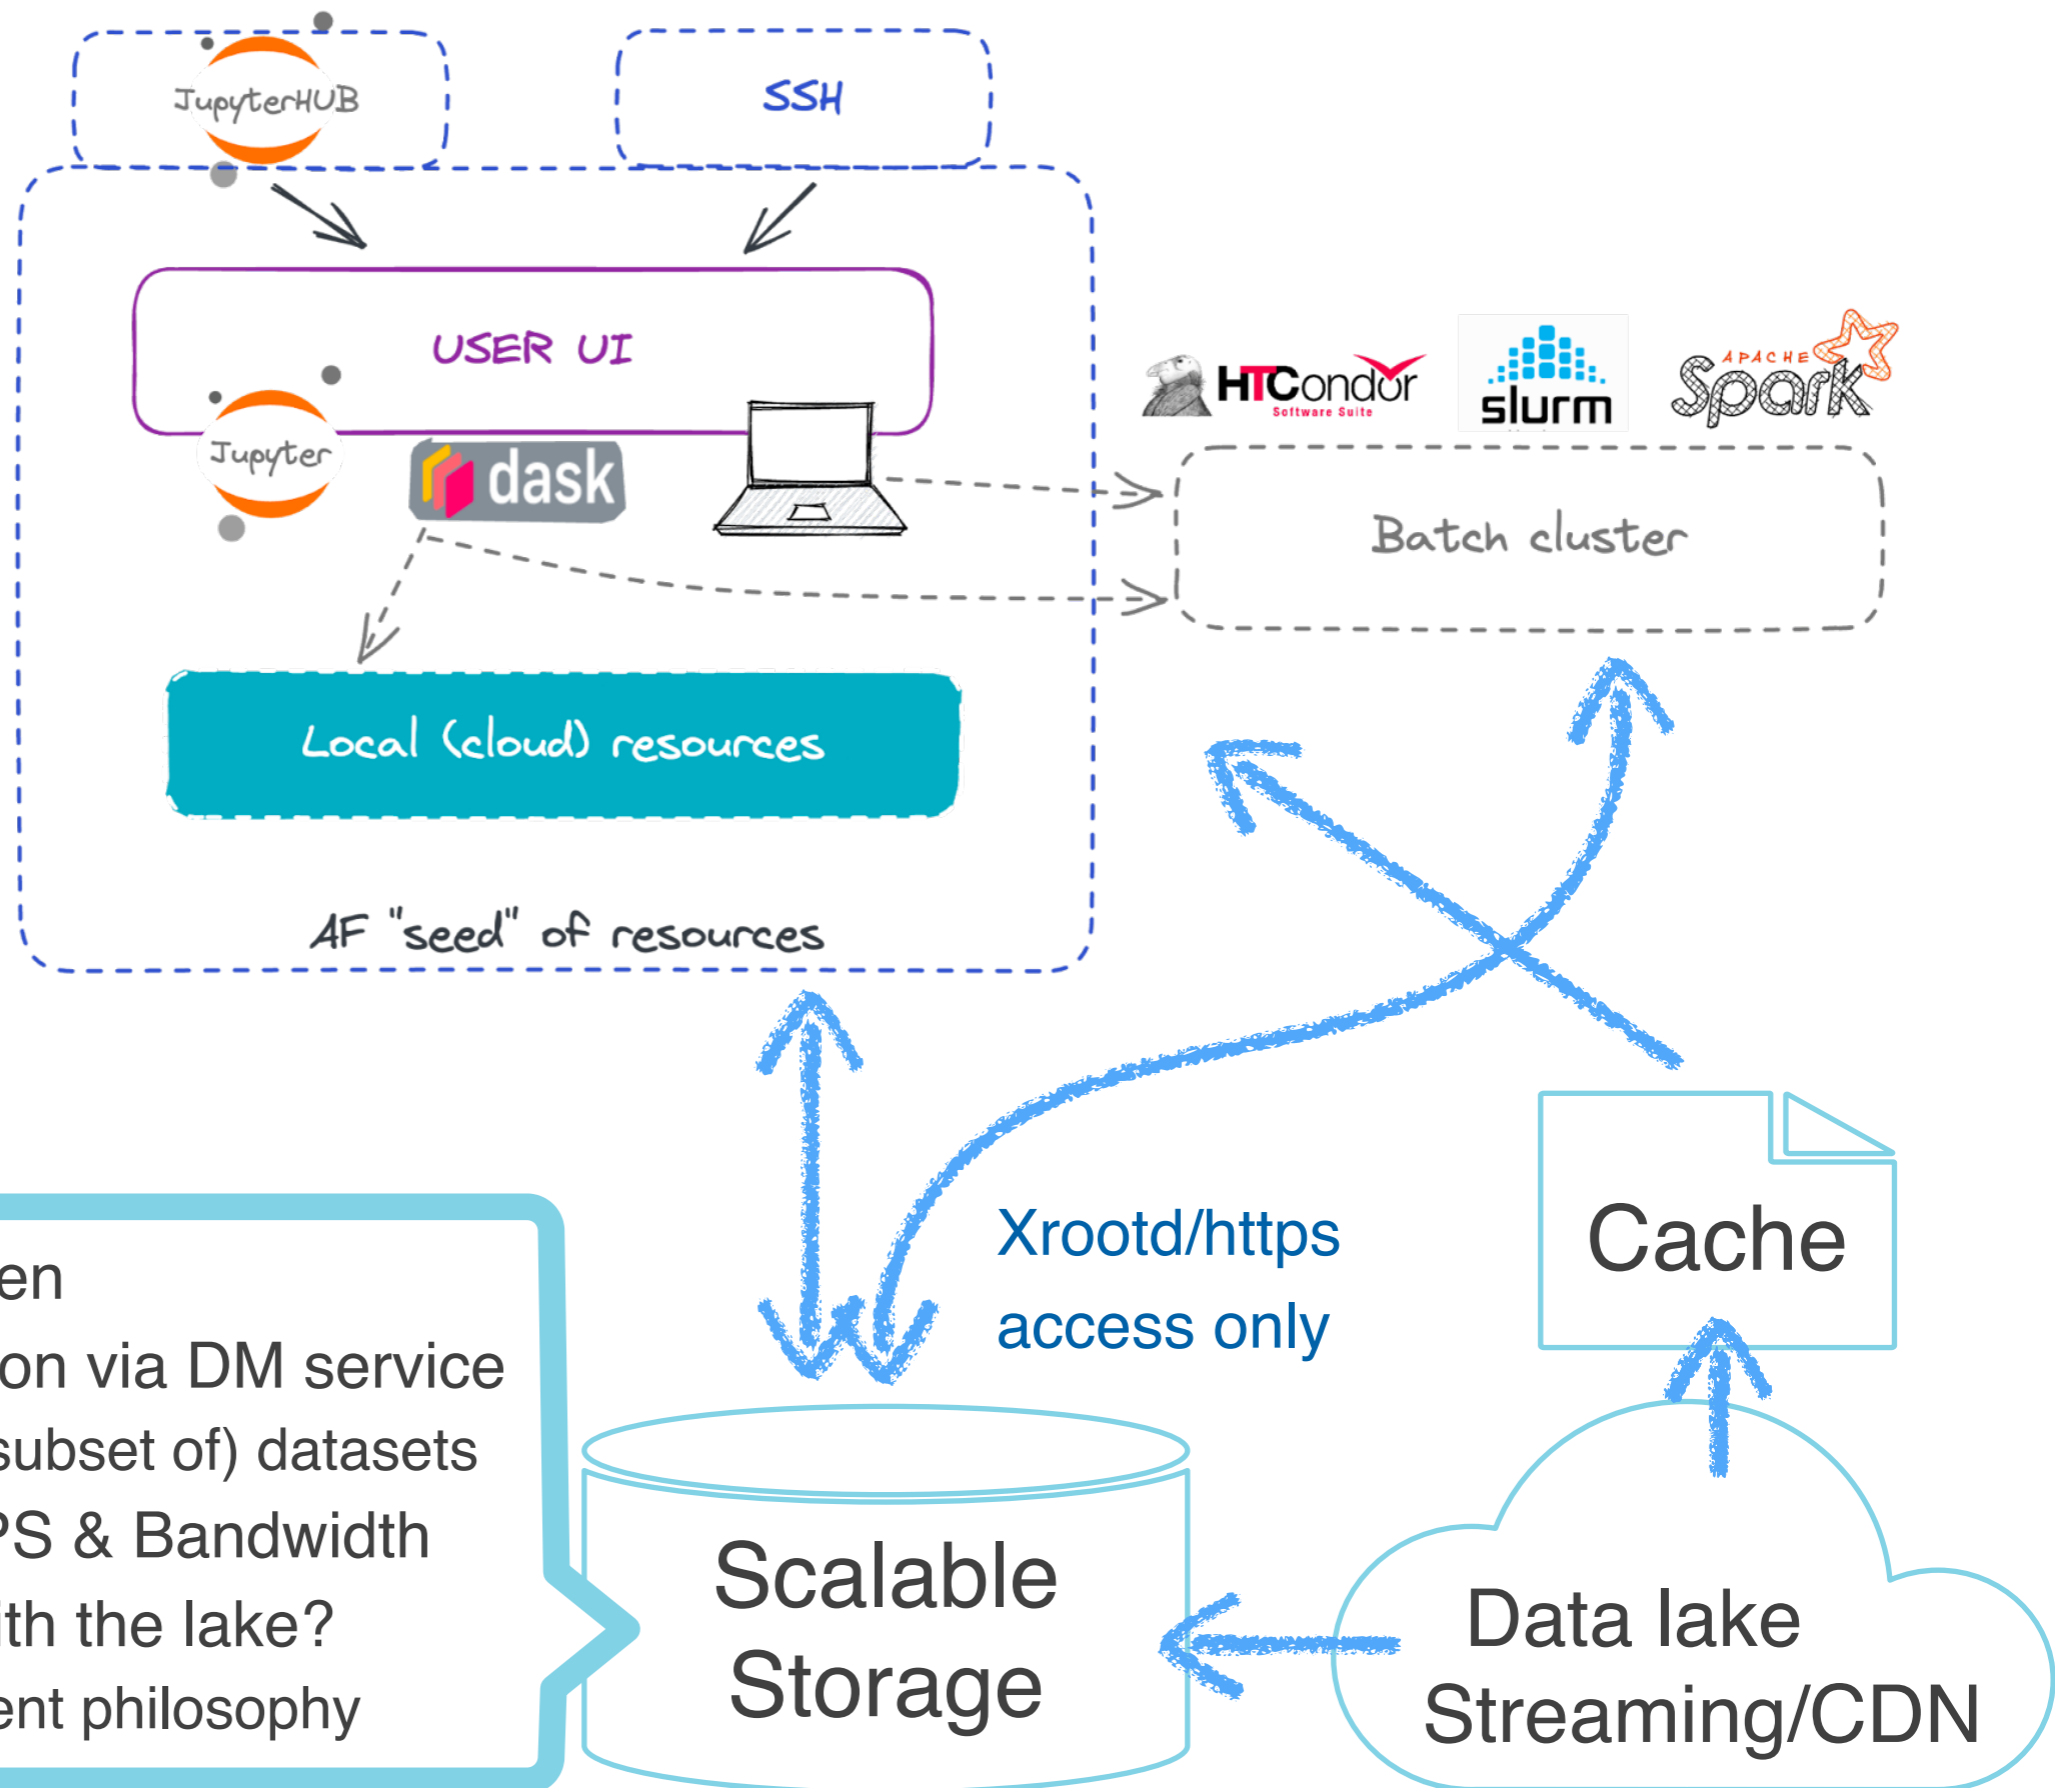 JupyterHUB
SSH
USER UI
Jupyter
dask
HTCondor
Software Suite
slurm
APACHE
Spark
Batch cluster
Local (cloud) resources
AF "seed" of resources
Xrootd/https
access only
Cache
en
on via DM service
subset of) datasets
PS & Bandwidth
ith the lake?
ent philosophy
Scalable
Storage
Data lake
Streaming/CDN